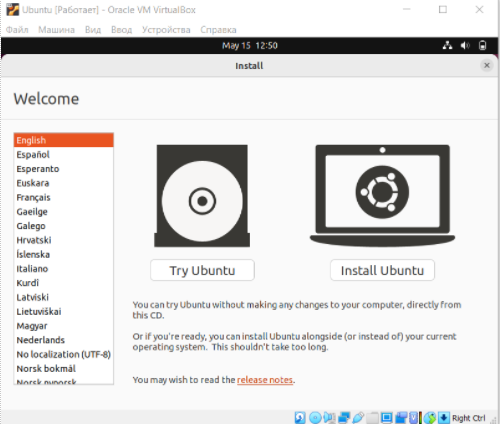 Ubuntu [Работает] - Oracle VM VirtualBox
Файл Машина Вид Ввод Устройства Справка
May 15 12:50
Install
Welcome
English
Español
Esperanto
Euskara
Français
Gaeilge
Galego
Hrvatski
Íslenska
Italiano
Kurdî
Latviski
Lietuviškai
Magyar
Nederlands
No localization (UTF-8)
Norsk bokmål
Norsk nynorsk
Try Ubuntu
Install Ubuntu
You can try Ubuntu without making any changes to your computer, directly from
this CD.
Or if you're ready, you can install Ubuntu alongside (or instead of) your current
operating system. This shouldn't take too long.
You may wish to read the release notes.
Right Ctrl